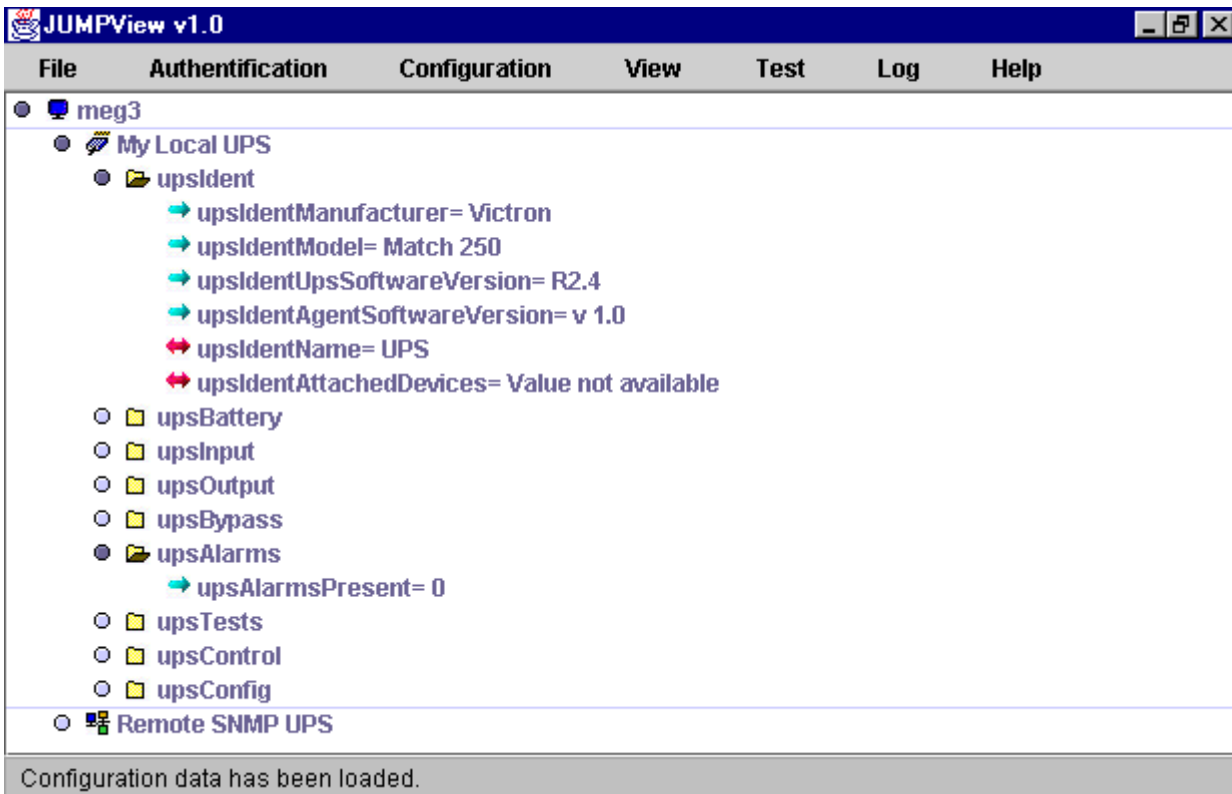 JUMPView v1.0
File Authentification Configuration View Test Log Help
meg3
My Local UPS
upsIdent
upsIdentManufacturer= Victron
upsIdentModel= Match 250
upsIdentUpsSoftwareVersion= R2.4
upsIdentAgentSoftwareVersion= v 1.0
upsIdentName= UPS
upsIdentAttachedDevices= Value not available
upsBattery
upsInput
upsOutput
upsBypass
upsAlarms
upsAlarmsPresent= 0
upsTests
upsControl
upsConfig
Remote SNMP UPS
Configuration data has been loaded.